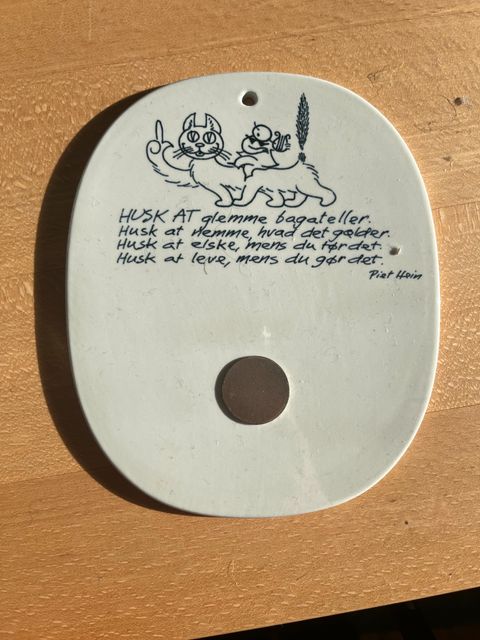 HUSK AT glemme bagateller.
Husk at nemme, hvad det gælder.
Husk at elske, mens du tør det.
Husk at leve, mens du gør det.
Piet Hein